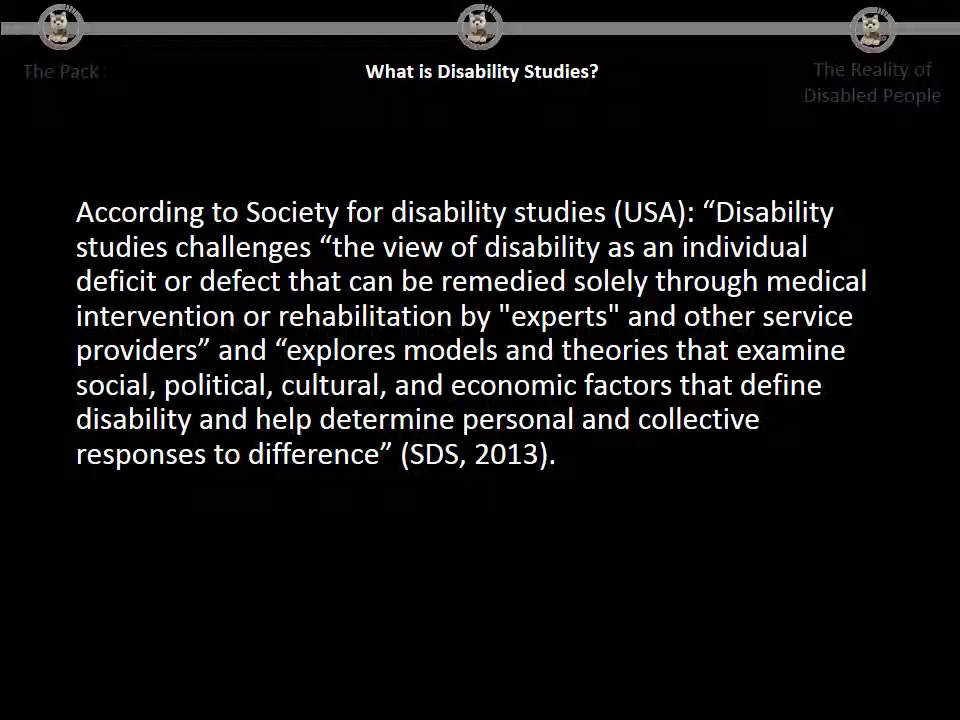 The Pack
What is Disability Studies?
The Reality of
Disabled People
According to Society for disability studies (USA): “Disability
studies challenges “the view of disability as an individual
deficit or defect that can be remedied solely through medical
intervention or rehabilitation by "experts" and other service
providers” and “explores models and theories that examine
social, political, cultural, and economic factors that define
disability and help determine personal and collective
responses to difference” (SDS, 2013).